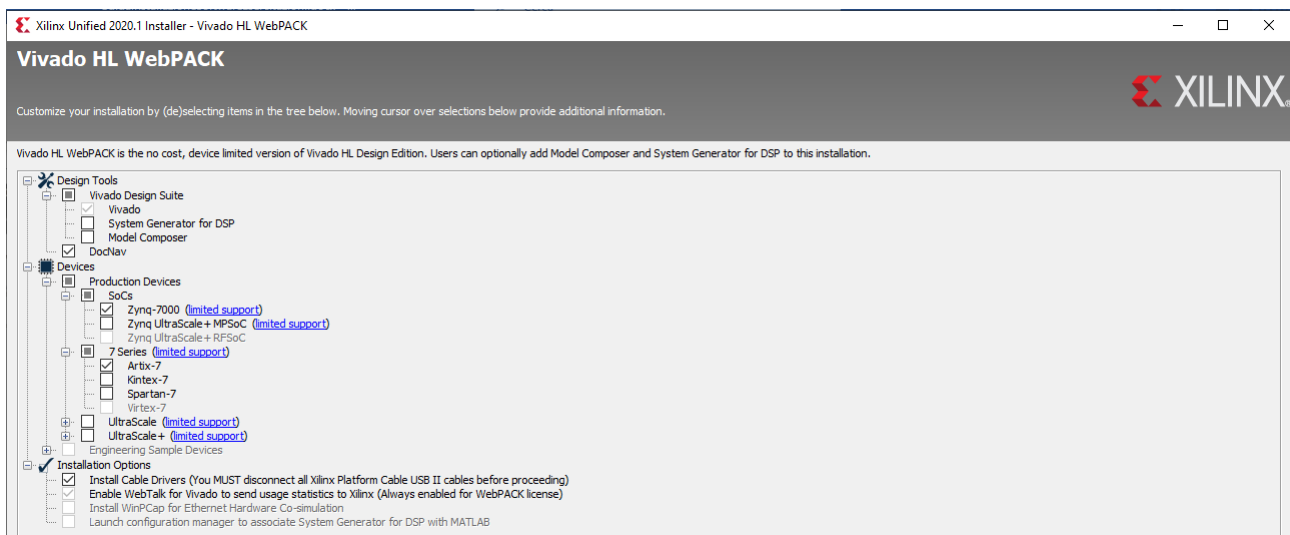 Xilinx Unified 2020.1 Installer - Vivado HL WebPACK
Vivado HL WebPACK
XILINX
Customize your installation by (de)selecting items in the tree below. Moving cursor over selections below provide additional information.
Vivado HL WebPACK is the no cost, device limited version of Vivado HL Design Edition. Users can optionally add Model Composer and System Generator for DSP to this installation.
Design Tools
Vivado Design Suite
Vivado
System Generator for DSP
Model Composer
DocNav
Devices
Production Devices
SoCs
Zynq-7000 (limited support)
Zynq UltraScale+ MPSoC (limited support)
Zynq UltraScale+ RFSoC
7 Series (limited support)
Artix-7
Kintex-7
Spartan-7
Virtex-7
UltraScale (limited support)
UltraScale+ (limited support)
Engineering Sample Devices
Installation Options
Install Cable Drivers (You MUST disconnect all Xilinx Platform Cable USB II cables before proceeding)
Enable WebTalk for Vivado to send usage statistics to Xilinx (Always enabled for WebPACK license)
Install WinPCap for Ethernet Hardware Co-simulation
Launch configuration manager to associate System Generator for DSP with MATLAB